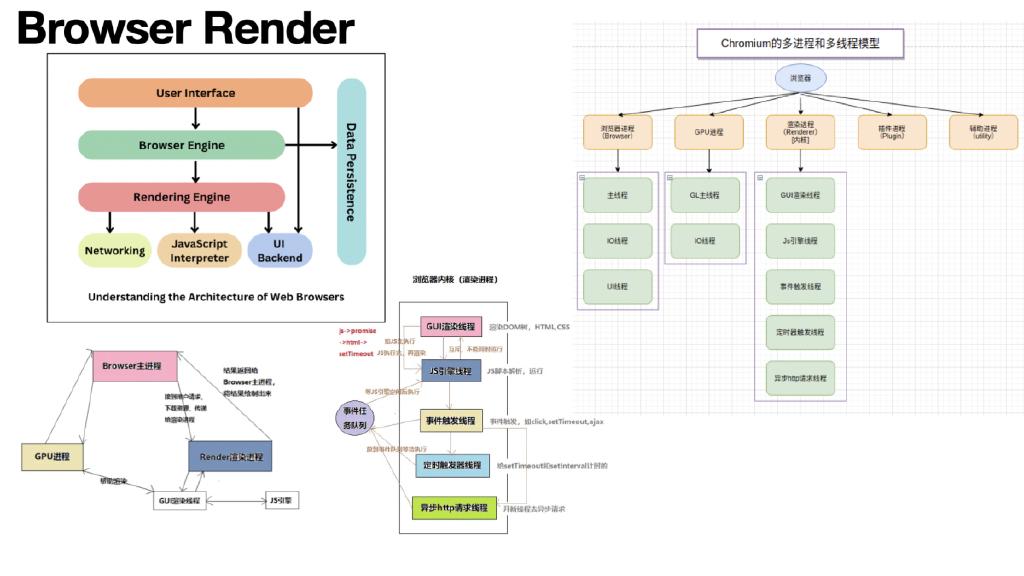 Browser Render
User Interface
Browser Engine
Rendering Engine
Networking
JavaScript
Interpreter
UI
Backend
Data Persistence
Understanding the Architecture of Web Browsers
Chromium的多进程和多线程模型
浏览器
浏览器进程
(Browser)
GPU进程
渲染进程
(Renderer)
[内核]
插件进程
(Plugin)
辅助进程
(utility)
主线程
IO线程
UI线程
GL主线程
IO线程
GUI渲染线程
Js引擎线程
事件触发线程
定时器触发线程
异步http请求线程
浏览器内核（渲染进程）
js->promise
->html->
setTimeout
JS执行完，再渲染
GUI渲染线程
渲染DOM树，HTML,CSS
互斥，不能同时运行
JS引擎线程
JS脚本解析，运行
等JS引擎空闲后执行
事件任
务队列
事件触发线程
事件触发，如click,setTimeout,ajax
定时触发器线程
给setTimeout和setInterval计时的
异步http请求线程
开新线程去异步请求
Browser主进程
结果返回给
Browser主进程，
将结果绘制出来
接到用户请求，
下载资源，传递
给渲染进程
GPU进程
Render渲染进程
帮助渲染
GUI渲染线程
JS引擎